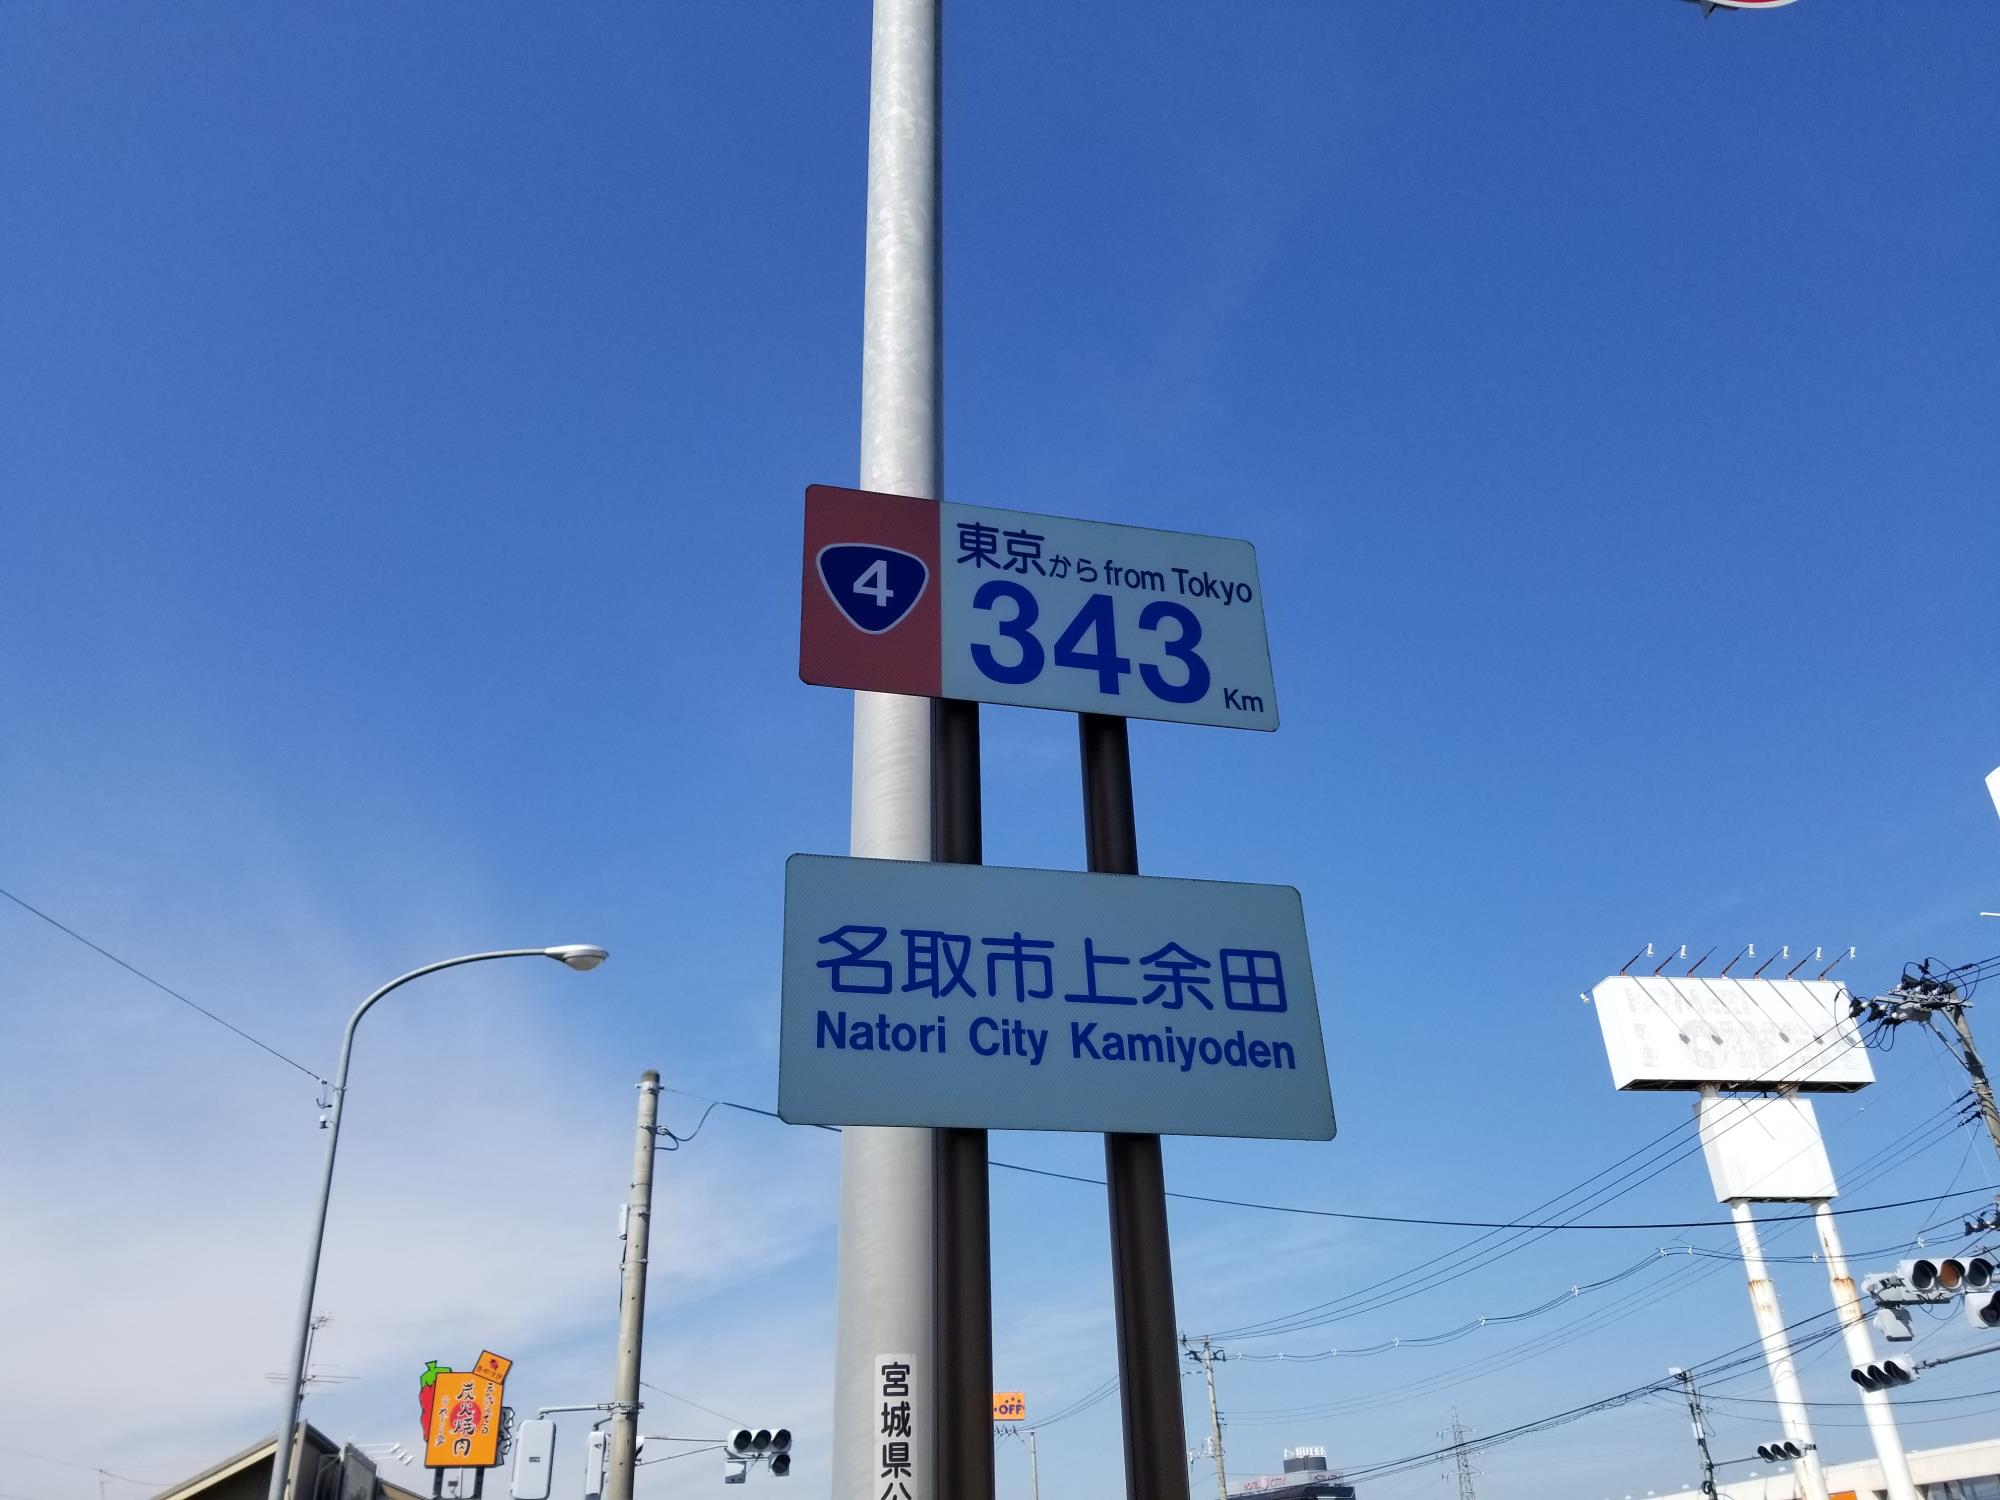 4
東京から from Tokyo
343 Km
名取市上余田
Natori City Kamiyoden
宮城県公
炭火焼肉
OFF